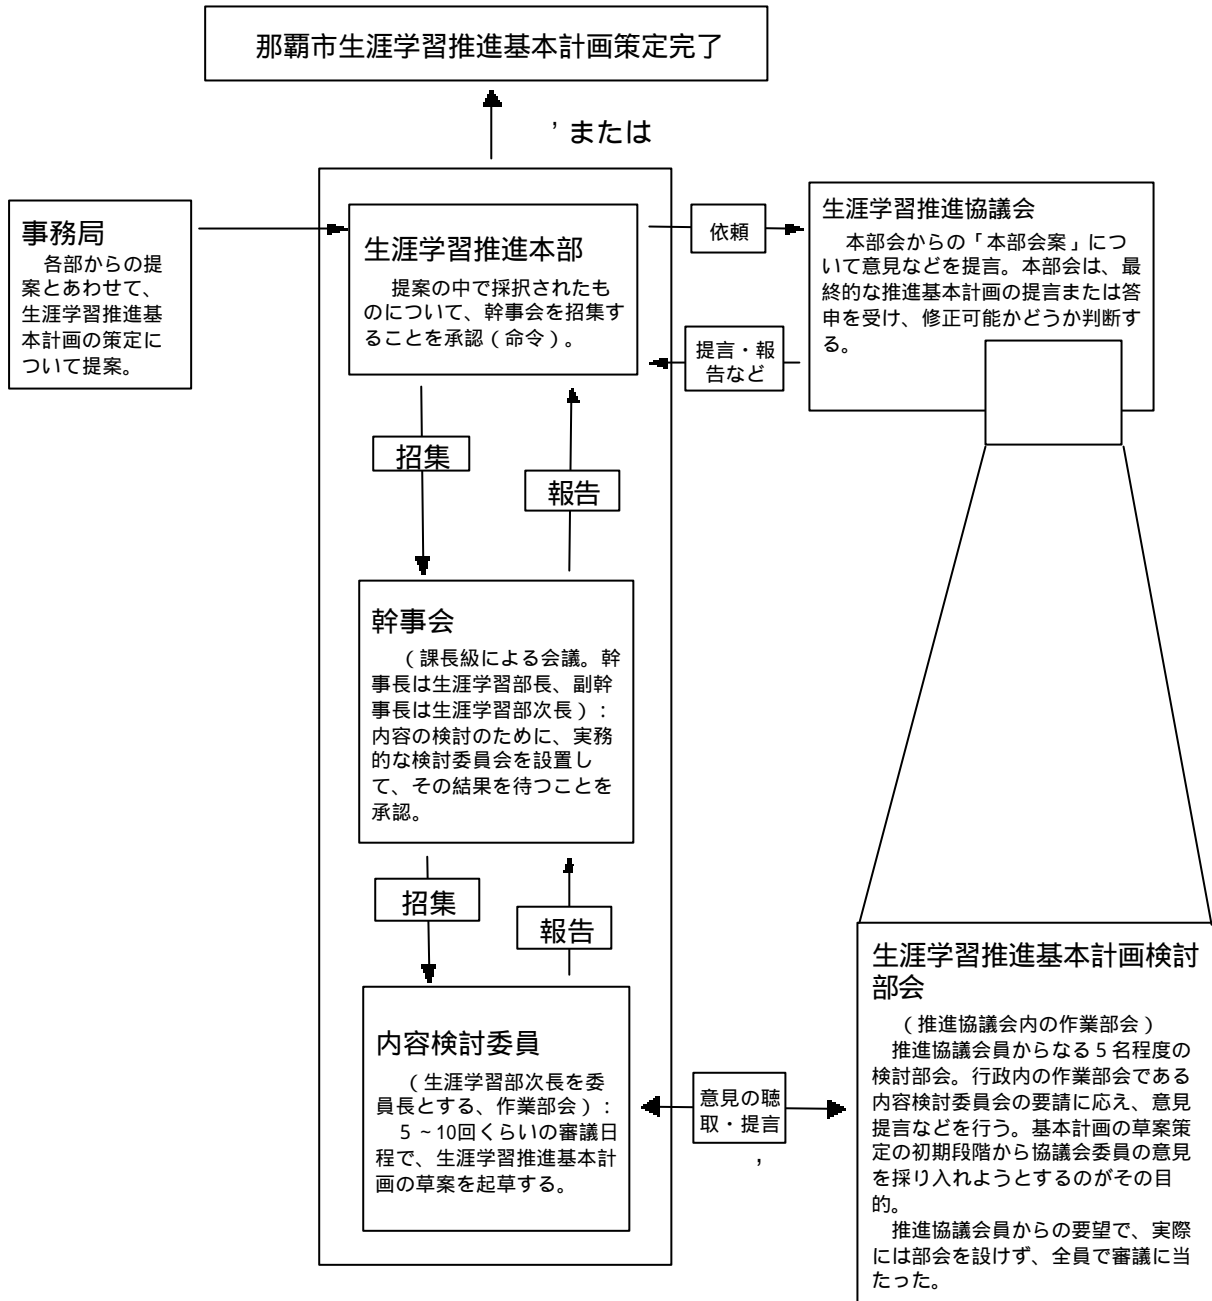 那覇市生涯学習推進基本計画策定完了
’または
事務局
各部からの提
案とあわせて、
生涯学習推進基
本計画の策定に
ついて提案。
生涯学習推進本部
提案の中で採択されたも
のについて、幹事会を招集す
ることを承認（命令）。
依頼
提言・報
告など
生涯学習推進協議会
本部会からの「本部会案」につ
いて意見などを提言。本部会は、最
終的な推進基本計画の提言または答
申を受け、修正可能かどうか判断す
る。
招集
報告
幹事会
（課長級による会議。幹
事長は生涯学習部長、副幹
事長は生涯学習部次長）：
内容の検討のために、実務
的な検討委員会を設置し
て、その結果を待つことを
承認。
招集
報告
内容検討委員
（生涯学習部次長を委
員長とする、作業部会）：
５～10回くらいの審議日
程で、生涯学習推進基本計
画の草案を起草する。
意見の聴
取・提言
’
生涯学習推進基本計画検討
部会
（推進協議会内の作業部会）
推進協議会員からなる５名程度の
検討部会。行政内の作業部会である
内容検討委員会の要請に応え、意見
提言などを行う。基本計画の草案策
定の初期段階から協議会委員の意見
を採り入れようとするのがその目
的。
推進協議会員からの要望で、実際
には部会を設けず、全員で審議に当
たった。